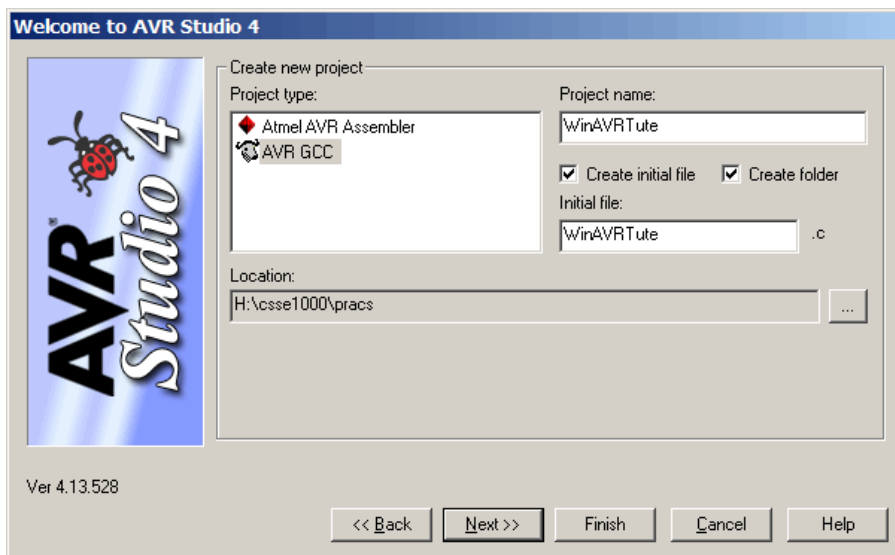 Welcome to AVR Studio 4
AVR®
Studio 4
Create new project
Project type:
Atmel AVR Assembler
AVR GCC
Project name:
WinAVRTute
Create initial file
Create folder
Initial file:
WinAVRTute
.c
Location:
H:\csse1000\pracs
...
Ver 4.13.528
<< Back
Next >>
Finish
Cancel
Help